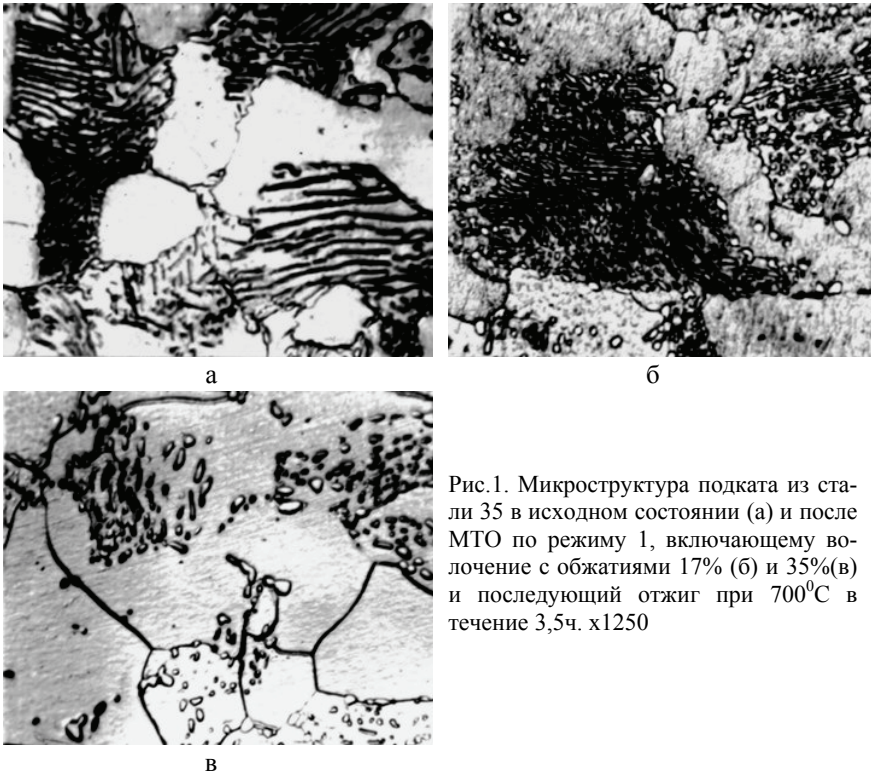 а
б
в
Рис.1. Микроструктура подката из ста-
ли 35 в исходном состоянии (а) и после
МТО по режиму 1, включающему во-
лочение с обжатиями 17% (б) и 35%(в)
и последующий отжиг при 700⁰С в
течение 3,5ч. х1250